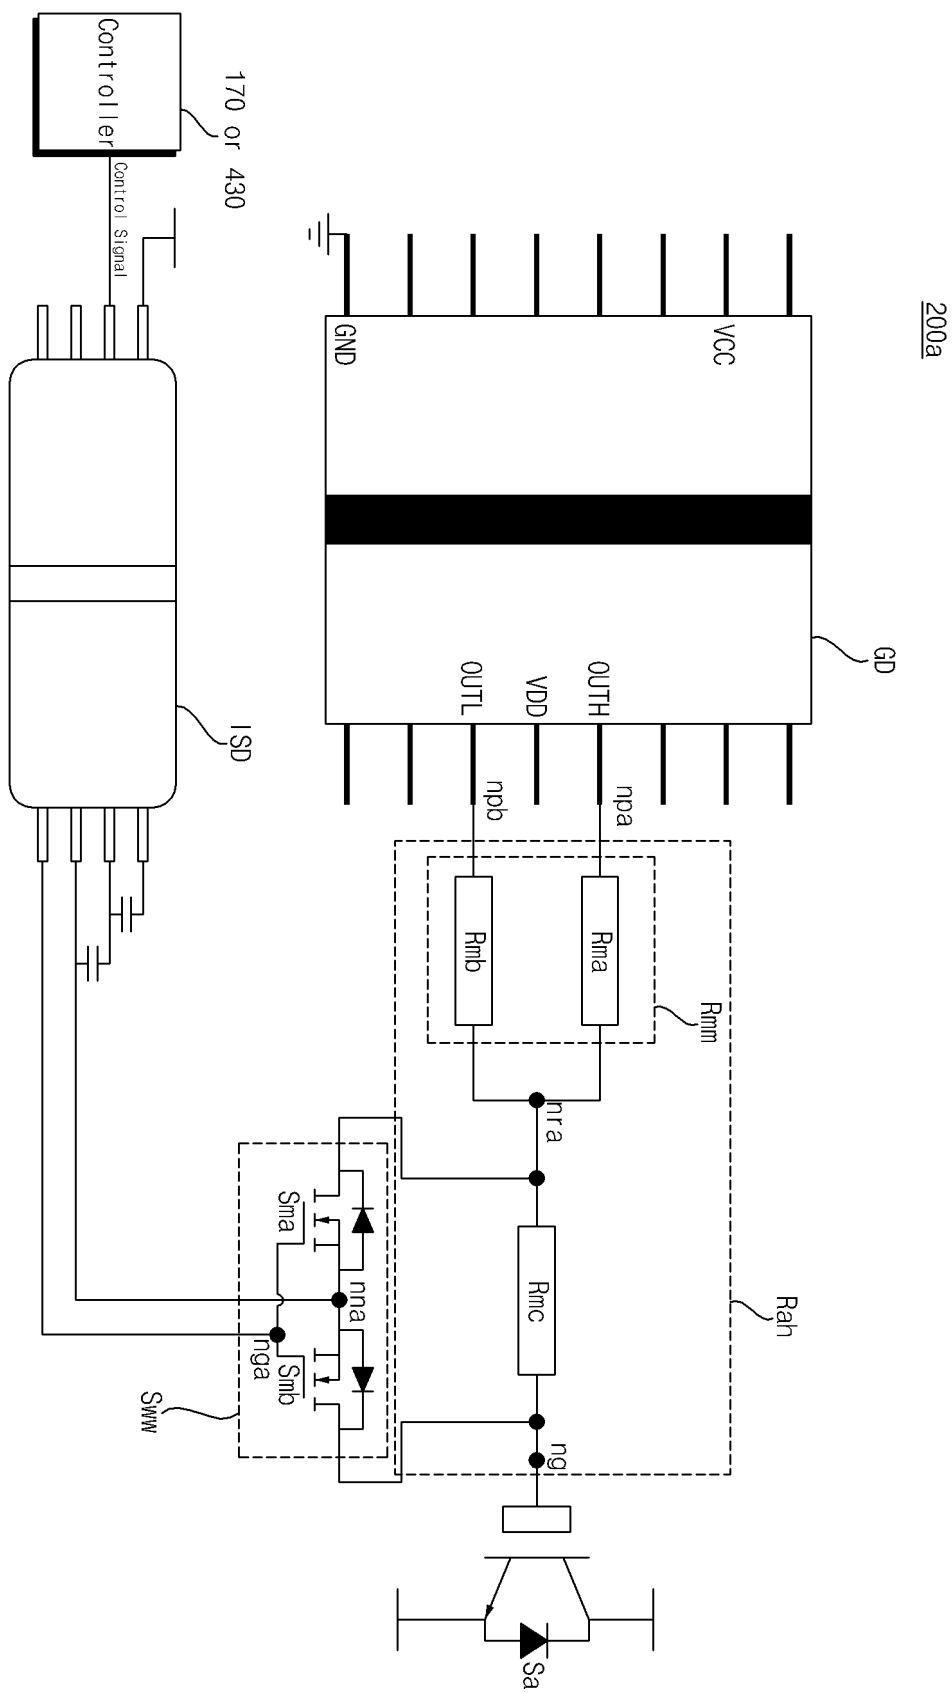 200a
170 or 430
Controller
Control Signal
VCC
GND
GD
OUTH
VDD
OUTL
ISD
npa
npb
Rma
Rmb
Rmm
nra
Rmc
Rah
ng
Sma
nna
Smb
nga
Sww
Sa